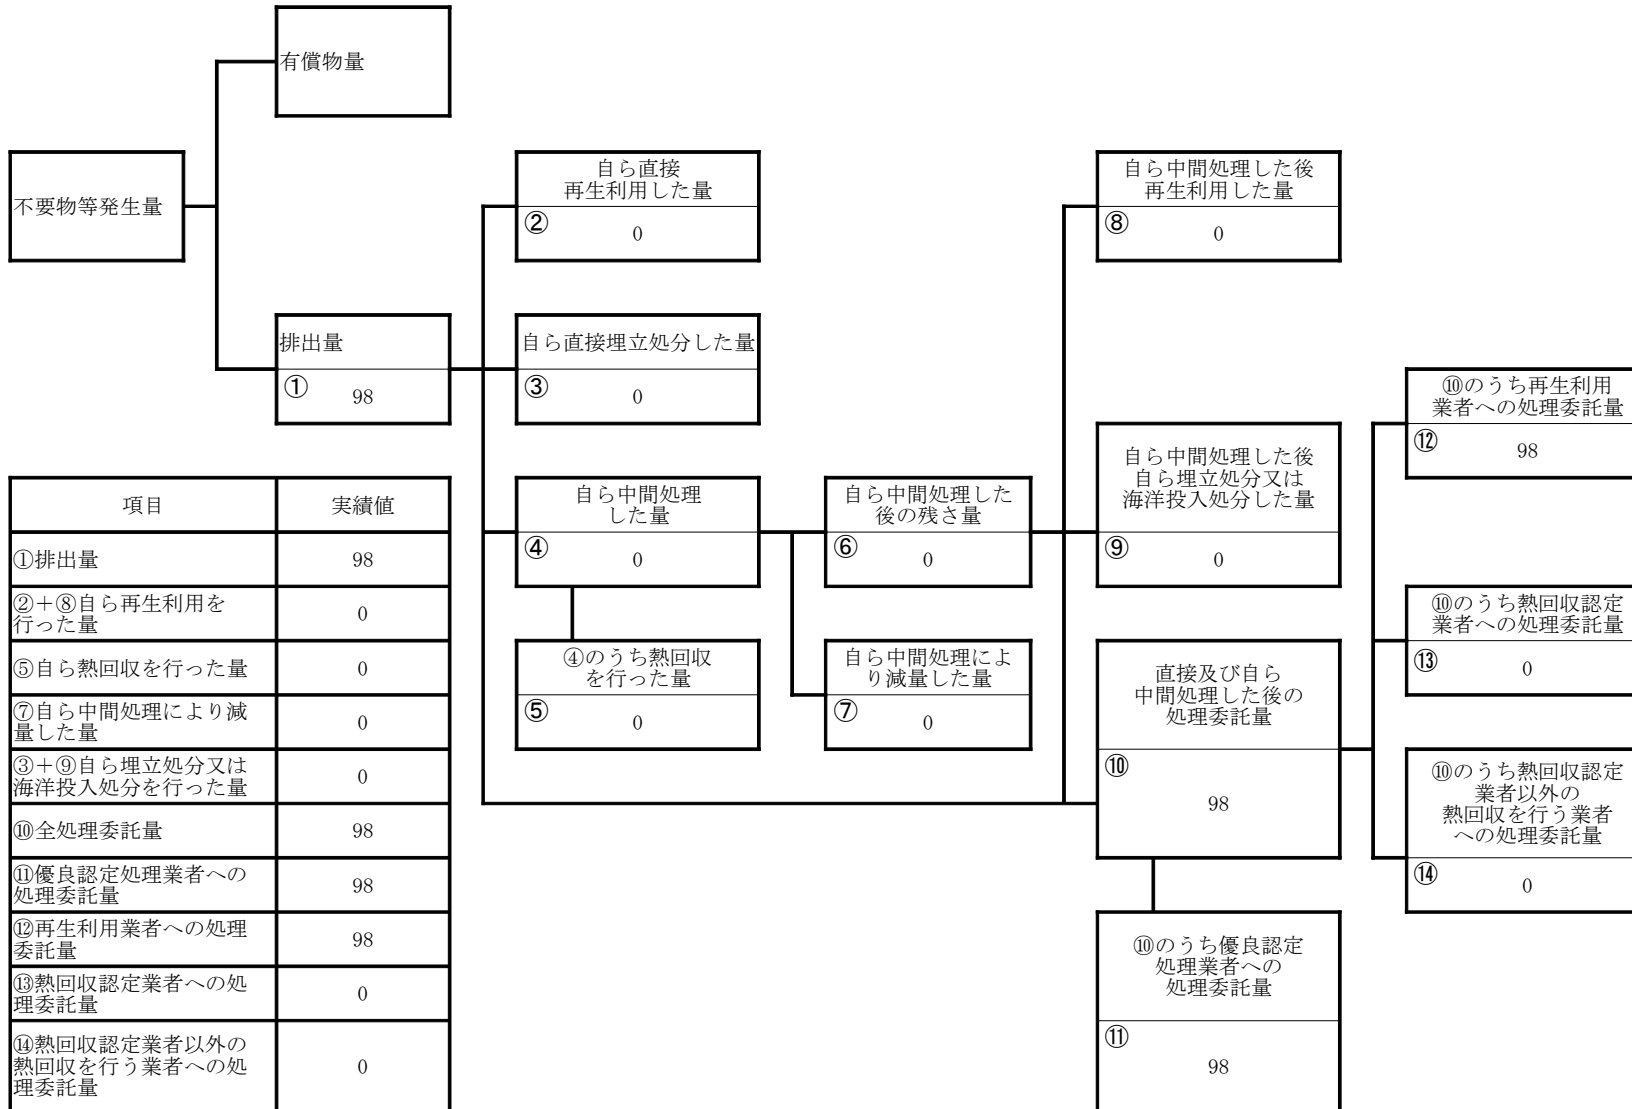 有償物量
不要物等発生量
排出量
①
98
自ら直接
再生利用した量
②
0
自ら直接埋立処分した量
③
0
自ら中間処理
した量
④
0
④のうち熱回収
を行った量
⑤
0
自ら中間処理した
後の残さ量
⑥
0
自ら中間処理によ
り減量した量
⑦
0
自ら中間処理した後
再生利用した量
⑧
0
自ら中間処理した後
自ら埋立処分又は
海洋投入処分した量
⑨
0
直接及び自ら
中間処理した後の
処理委託量
⑩
98
⑩のうち優良認定
処理業者への
処理委託量
⑪
98
⑩のうち再生利用
業者への処理委託量
⑫
98
⑩のうち熱回収認定
業者への処理委託量
⑬
0
⑩のうち熱回収認定
業者以外の
熱回収を行う業者
への処理委託量
⑭
0
項目 実績値
①排出量 98
②+⑧自ら再生利用を
行った量 0
⑤自ら熱回収を行った量 0
⑦自ら中間処理により減
量した量 0
③+⑨自ら埋立処分又は
海洋投入処分を行った量 0
⑩全処理委託量 98
⑪優良認定処理業者への
処理委託量 98
⑫再生利用業者への処理
委託量 98
⑬熱回収認定業者への処
理委託量 0
⑭熱回収認定業者以外の
熱回収を行う業者への処
理委託量 0